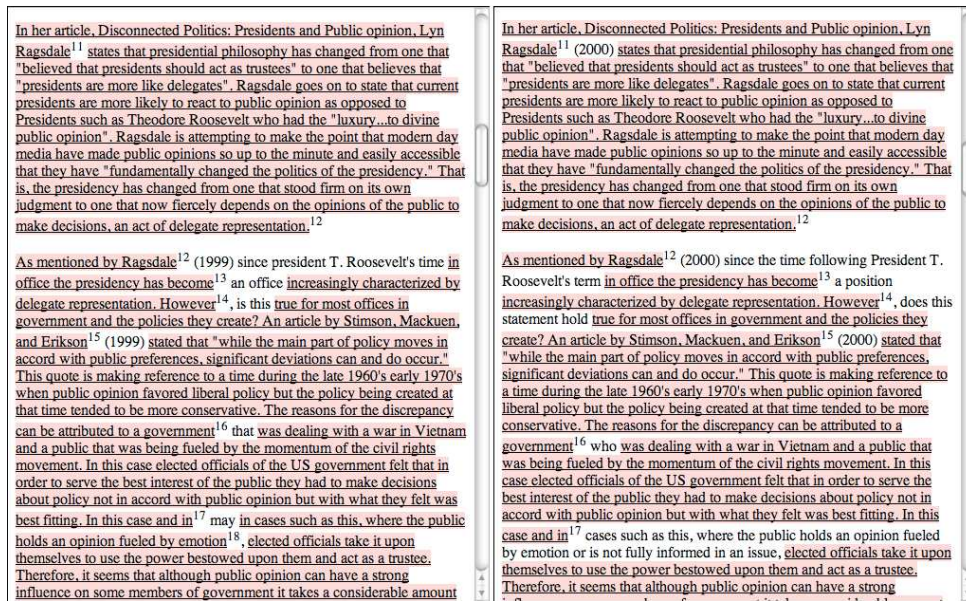 In her article, Disconnected Politics: Presidents and Public opinion, Lyn
Ragsdale11 states that presidential philosophy has changed from one that
"believed that presidents should act as trustees" to one that believes that
"presidents are more like delegates". Ragsdale goes on to state that current
presidents are more likely to react to public opinion as opposed to
Presidents such as Theodore Roosevelt who had the "luxury...to divine
public opinion". Ragsdale is attempting to make the point that modern day
media have made public opinions so up to the minute and easily accessible
that they have "fundamentally changed the politics of the presidency." That
is, the presidency has changed from one that stood firm on its own
judgment to one that now fiercely depends on the opinions of the public to
make decisions, an act of delegate representation.12
As mentioned by Ragsdale12 (1999) since president T. Roosevelt's time in
office the presidency has become13 an office increasingly characterized by
delegate representation. However14, is this true for most offices in
government and the policies they create? An article by Stimson, Mackuen,
and Erikson15 (1999) stated that "while the main part of policy moves in
accord with public preferences, significant deviations can and do occur."
This quote is making reference to a time during the late 1960's early 1970's
when public opinion favored liberal policy but the policy being created at
that time tended to be more conservative. The reasons for the discrepancy
can be attributed to a government16 that was dealing with a war in Vietnam
and a public that was being fueled by the momentum of the civil rights
movement. In this case elected officials of the US government felt that in
order to serve the best interest of the public they had to make decisions
about policy not in accord with public opinion but with what they felt was
best fitting. In this case and in17 may in cases such as this, where the public
holds an opinion fueled by emotion18, elected officials take it upon
themselves to use the power bestowed upon them and act as a trustee.
Therefore, it seems that although public opinion can have a strong
influence on some members of government it takes a considerable amount
In her article, Disconnected Politics: Presidents and Public opinion, Lyn
Ragsdale11 (2000) states that presidential philosophy has changed from one
that "believed that presidents should act as trustees" to one that believes that
"presidents are more like delegates". Ragsdale goes on to state that current
presidents are more likely to react to public opinion as opposed to
Presidents such as Theodore Roosevelt who had the "luxury...to divine
public opinion". Ragsdale is attempting to make the point that modern day
media have made public opinions so up to the minute and easily accessible
that they have "fundamentally changed the politics of the presidency." That
is, the presidency has changed from one that stood firm on its own
judgment to one that now fiercely depends on the opinions of the public to
make decisions, an act of delegate representation.12
As mentioned by Ragsdale12 (2000) since the time following President T.
Roosevelt's term in office the presidency has become13 a position
increasingly characterized by delegate representation. However14, does this
statement hold true for most offices in government and the policies they
create? An article by Stimson, Mackuen, and Erikson15 (2000) stated that
"while the main part of policy moves in accord with public preferences,
significant deviations can and do occur." This quote is making reference to
a time during the late 1960's early 1970's when public opinion favored
liberal policy but the policy being created at that time tended to be more
conservative. The reasons for the discrepancy can be attributed to a
government16 who was dealing with a war in Vietnam and a public that
was being fueled by the momentum of the civil rights movement. In this
case elected officials of the US government felt that in order to serve the
best interest of the public they had to make decisions about policy not in
accord with public opinion but with what they felt was best fitting. In this
case and in17 cases such as this, where the public holds an opinion fueled
by emotion or is not fully informed in an issue, elected officials take it upon
themselves to use the power bestowed upon them and act as a trustee.
Therefore, it seems that although public opinion can have a strong